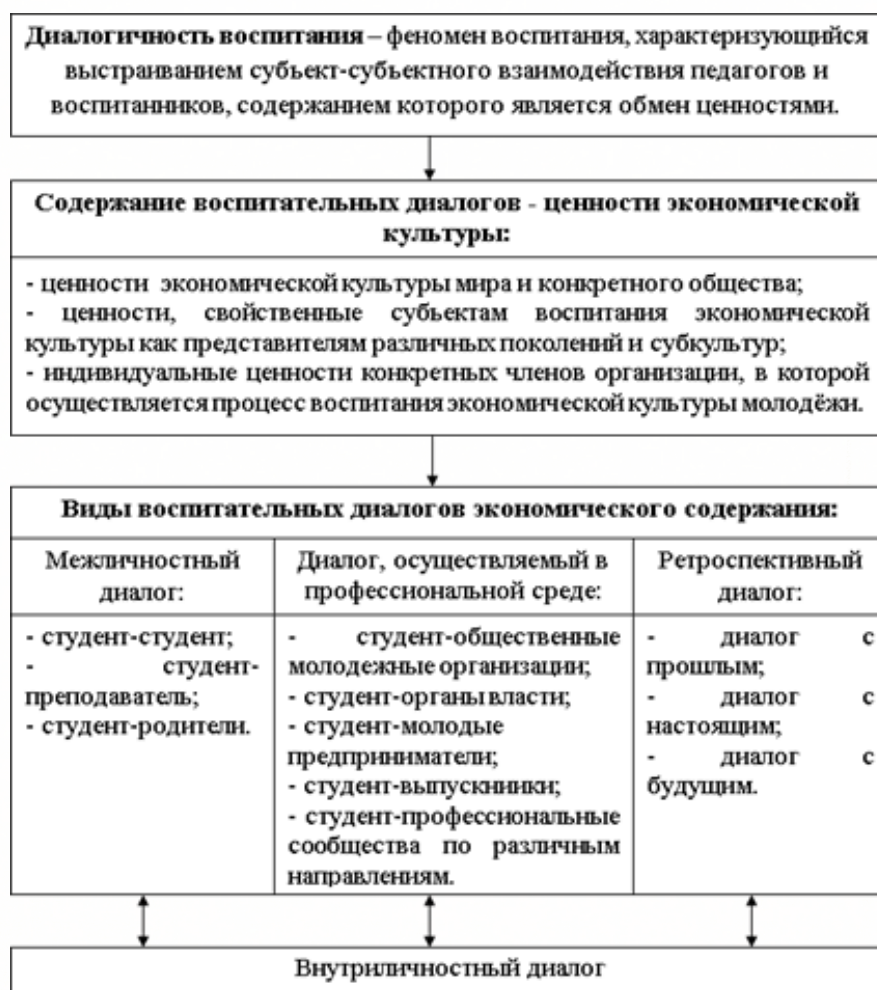 Диалогичность воспитания – феномен воспитания, характеризующийся
выстраиванием субъект-субъектного взаимодействия педагогов и
воспитанников, содержанием которого является обмен ценностями.
Содержание воспитательных диалогов - ценности экономической
культуры:
- ценности экономической культуры мира и конкретного общества;
- ценности, свойственные субъектам воспитания экономической
культуры как представителям различных поколений и субкультур;
- индивидуальные ценности конкретных членов организации, в которой
осуществляется процесс воспитания экономической культуры молодёжи.
Виды воспитательных диалогов экономического содержания:
Межличностный
диалог:
- студент-студент;
- студент-
преподаватель;
- студент-родители.
Диалог, осуществляемый в
профессиональной среде:
- студент-общественные
молодежные организации;
- студент-органы власти;
- студент-молодые
предприниматели;
- студент-выпускники;
- студент-профессиональные
сообщества по различным
направлениям.
Ретроспективный
диалог:
- диалог с
прошлым;
- диалог с
настоящим;
- диалог с
будущим.
Внутриличностный диалог